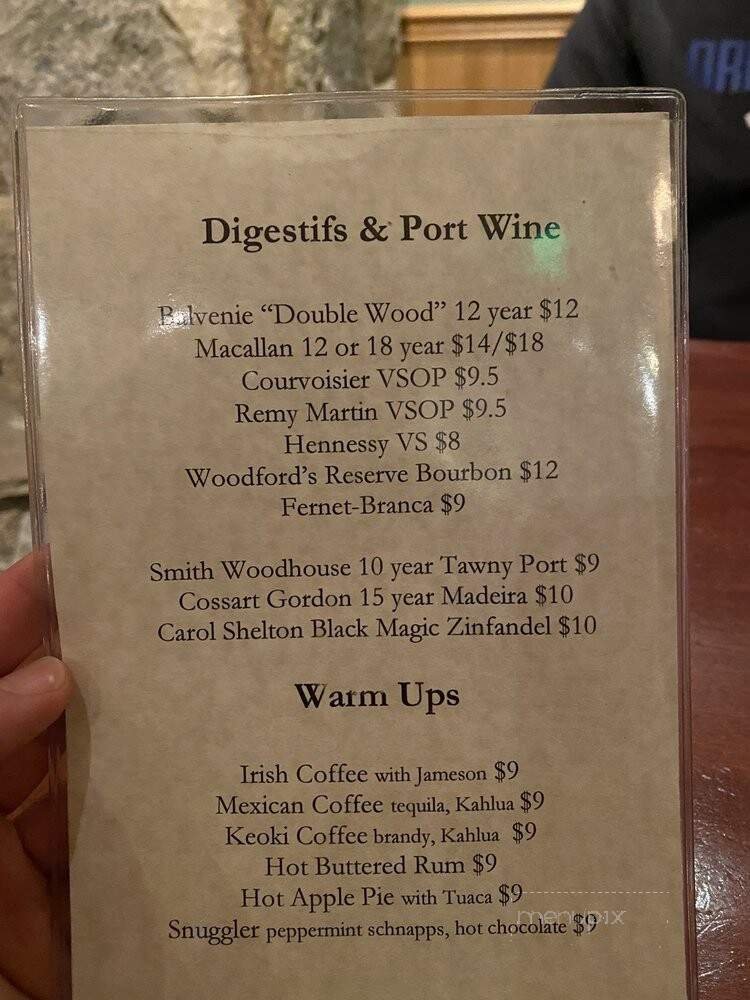 Digestifs & Port Wine
Balvenie “Double Wood” 12 year $12
Macallan 12 or 18 year $14/$18
Courvoisier VSOP $9.5
Remy Martin VSOP $9.5
Hennessy VS $8
Woodford’s Reserve Bourbon $12
Fernet-Branca $9
Smith Woodhouse 10 year Tawny Port $9
Cossart Gordon 15 year Madeira $10
Carol Shelton Black Magic Zinfandel $10
Warm Ups
Irish Coffee with Jameson $9
Mexican Coffee tequila, Kahlua $9
Keoki Coffee brandy, Kahlua $9
Hot Buttered Rum $9
Hot Apple Pie with Tuaca $9
Snuggler peppermint schnapps, hot chocolate $9
menupix